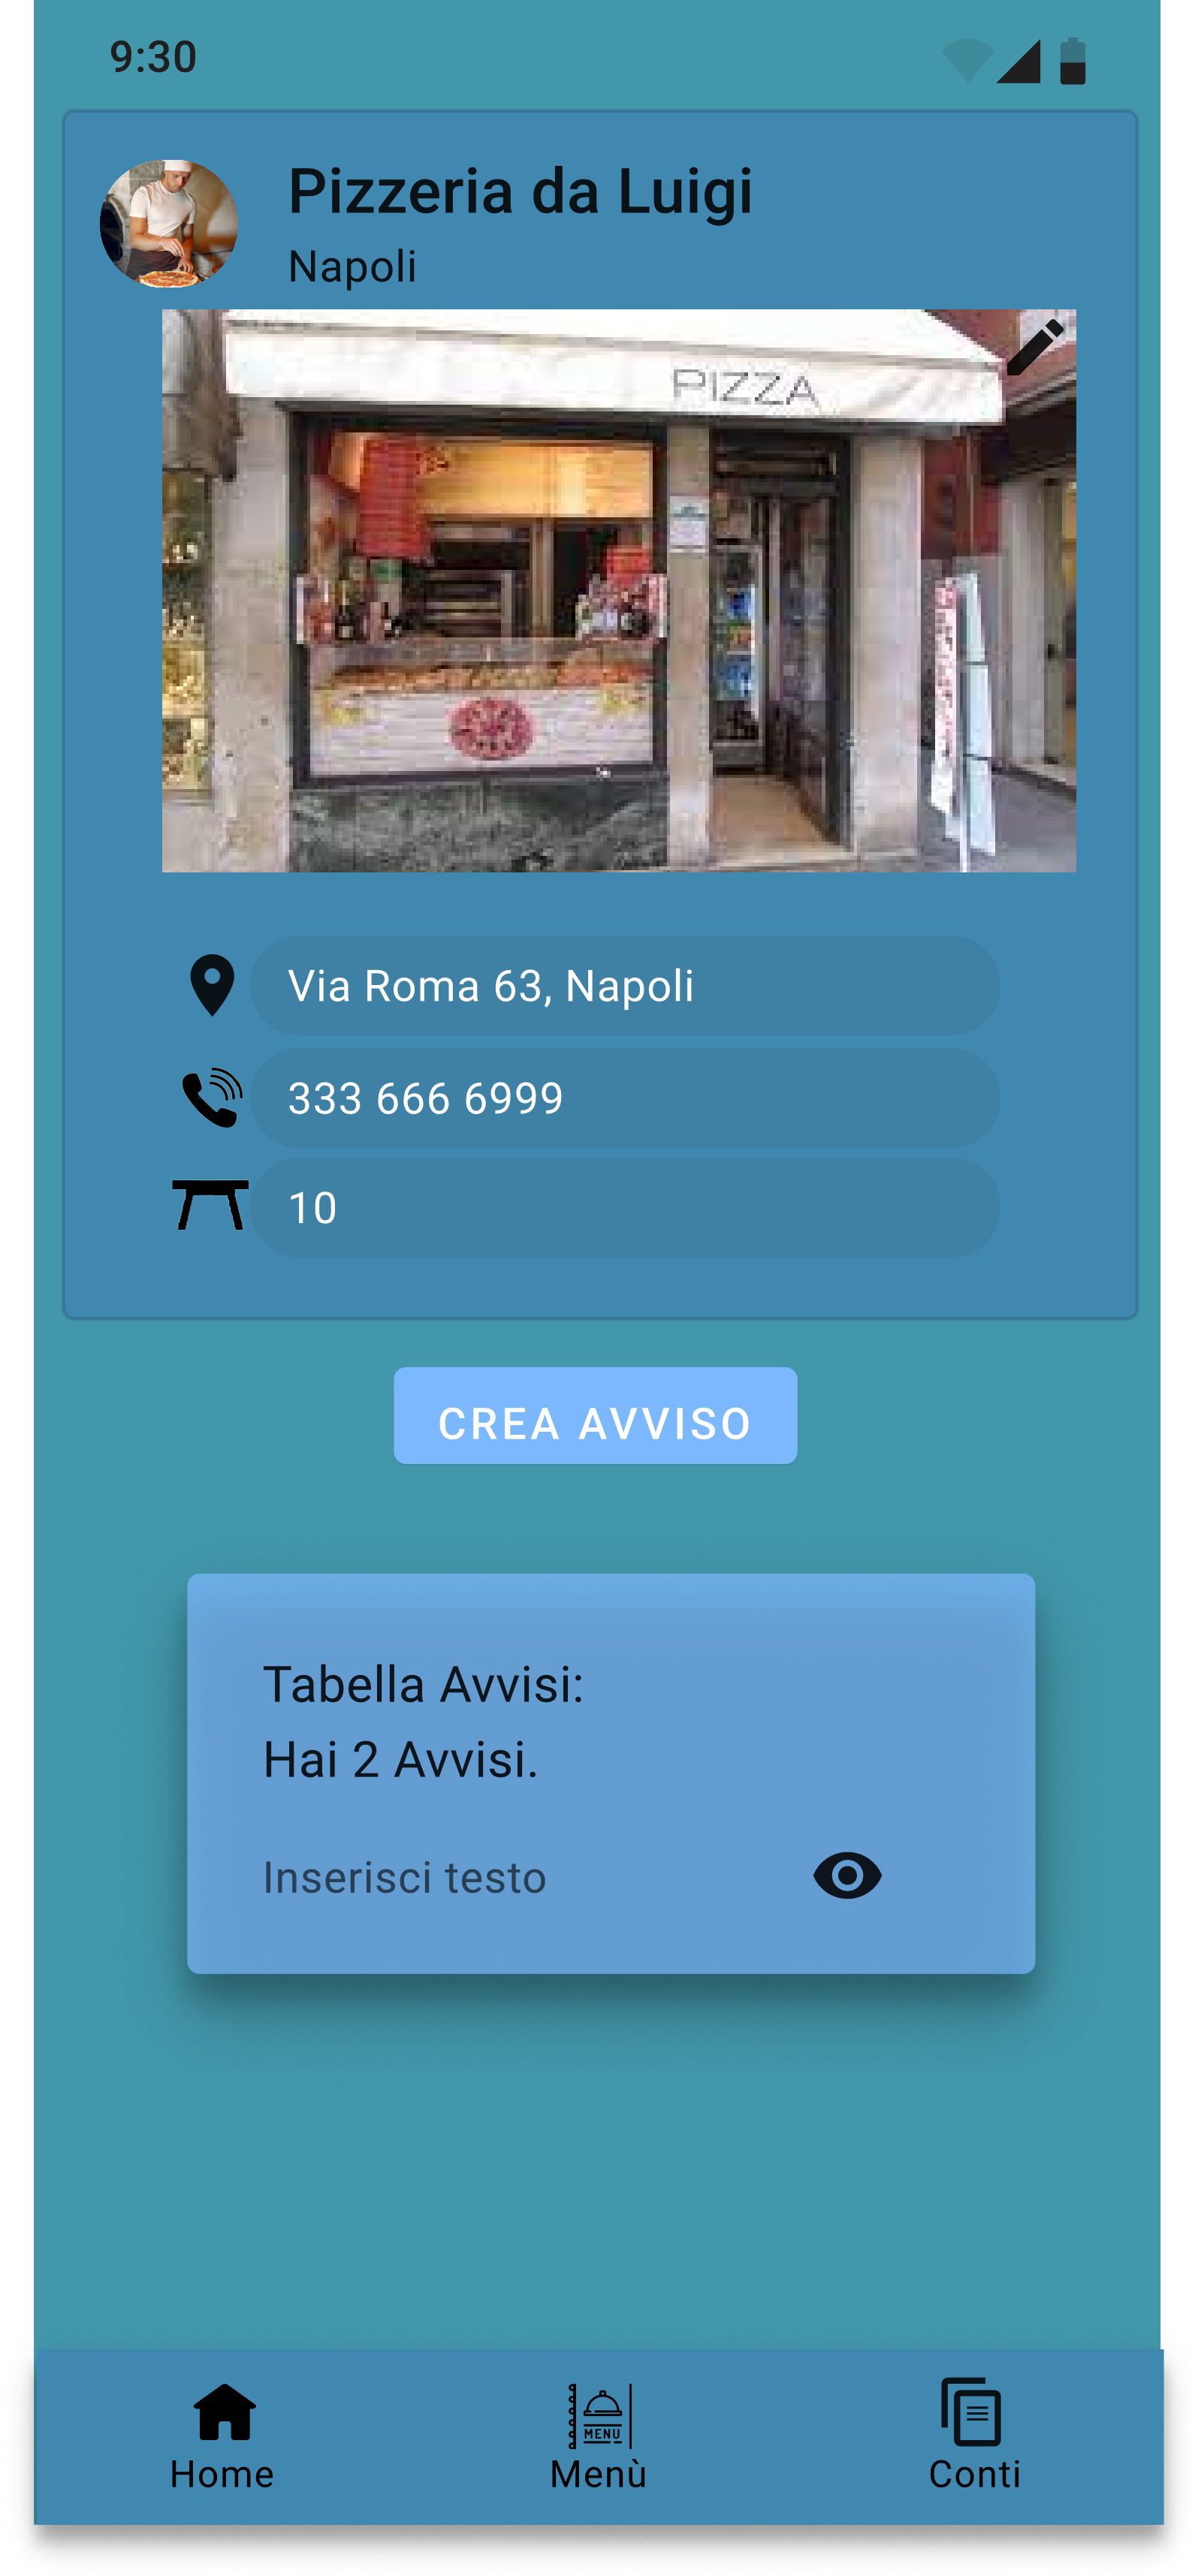 9:30
Pizzeria da Luigi
Napoli
PIZZA
Via Roma 63, Napoli
333 666 6999
10
CREA AVVISO
Tabella Avvisi:
Hai 2 Avvisi.
Inserisci testo
MENU
Home
Menù
Conti